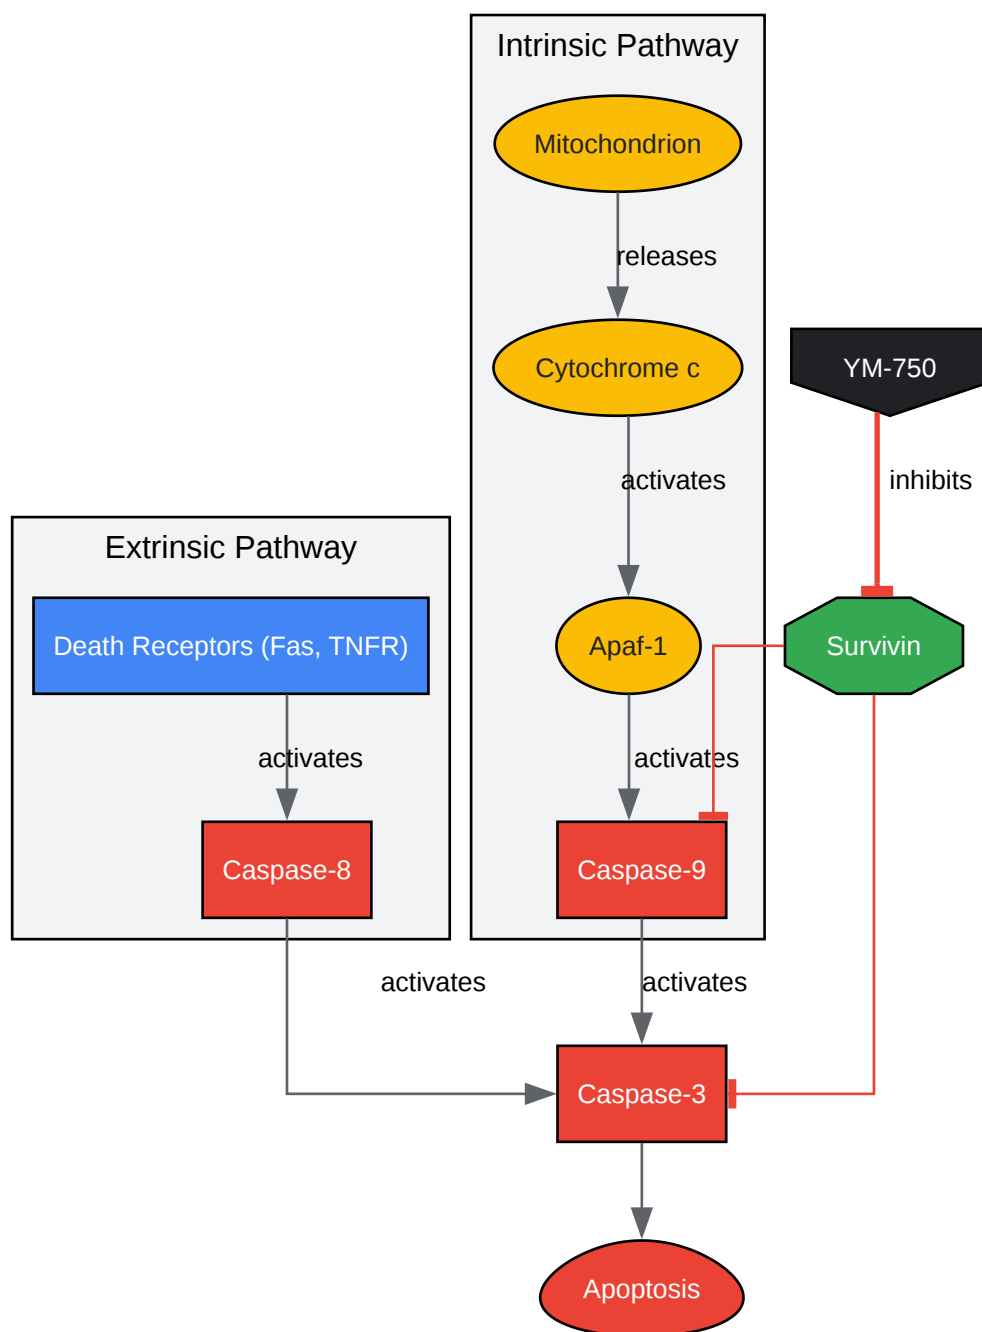 Intrinsic Pathway
Mitochondrion
releases
Cytochrome c
YM-750
activates
inhibits
Extrinsic Pathway
Death Receptors (Fas, TNFR)
Apaf-1
Survivin
activates
activates
Caspase-8
Caspase-9
activates
activates
Caspase-3
Apoptosis